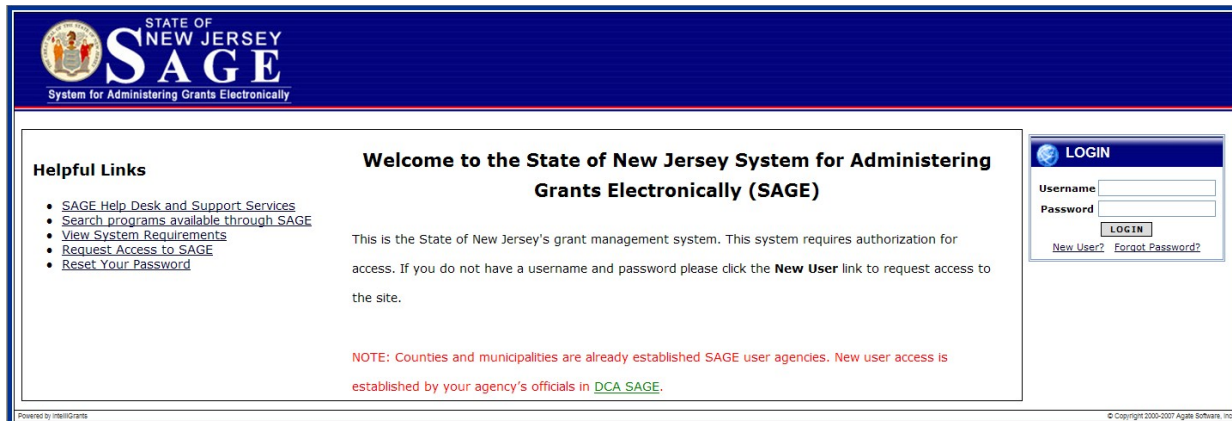 STATE OF
NEW JERSEY
SAGE
System for Administering Grants Electronically
Helpful Links
SAGE Help Desk and Support Services
Search programs available through SAGE
View System Requirements
Request Access to SAGE
Reset Your Password
Welcome to the State of New Jersey System for Administering
Grants Electronically (SAGE)
This is the State of New Jersey's grant management system. This system requires authorization for
access. If you do not have a username and password please click the New User link to request access to
the site.
NOTE: Counties and municipalities are already established SAGE user agencies. New user access is
established by your agency's officials in DCA SAGE.
LOGIN
Username
Password
LOGIN
New User? Forgot Password?
Powered by IntelliGrants
© Copyright 2000-2007 Agate Software, Inc